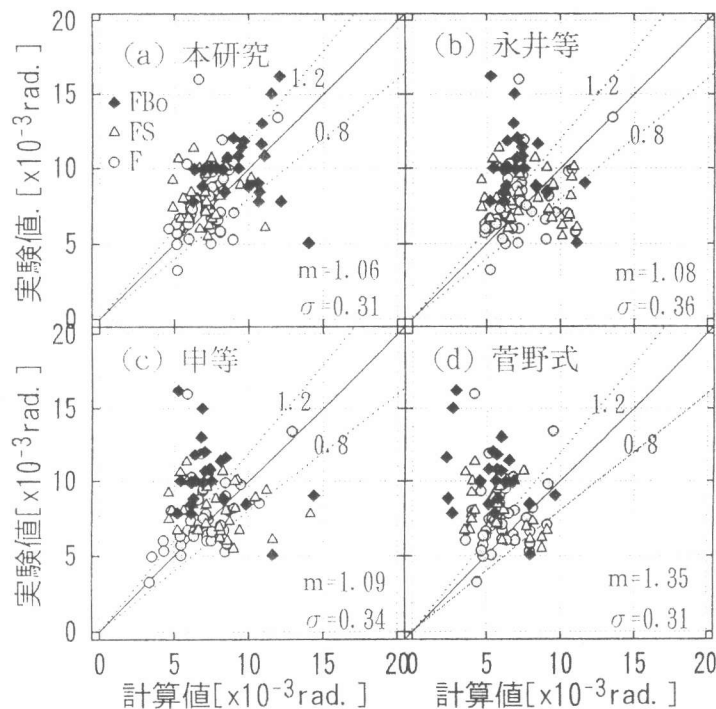 20
(a) 本研究
(b) 永井等
15
1.2
1.2
◆ FBo
△ FS
○ F
0.8
0.8
10
5
m=1.06
σ=0.31
m=1.08
σ=0.36
0
実験値.[x10⁻³rad.]
20
(c) 申等
(d) 菅野式
15
1.2
1.2
0.8
0.8
10
5
m=1.09
σ=0.34
m=1.35
σ=0.31
0
実験値[x10⁻³rad.]
0 5 10 15 20 0 5 10 15 20
計算値[x10⁻³rad.] 計算値[x10⁻³rad.]